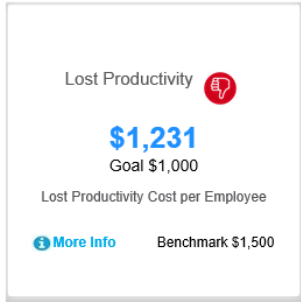 Lost Productivity
$1,231
Goal $1,000
Lost Productivity Cost per Employee
More Info Benchmark $1,500